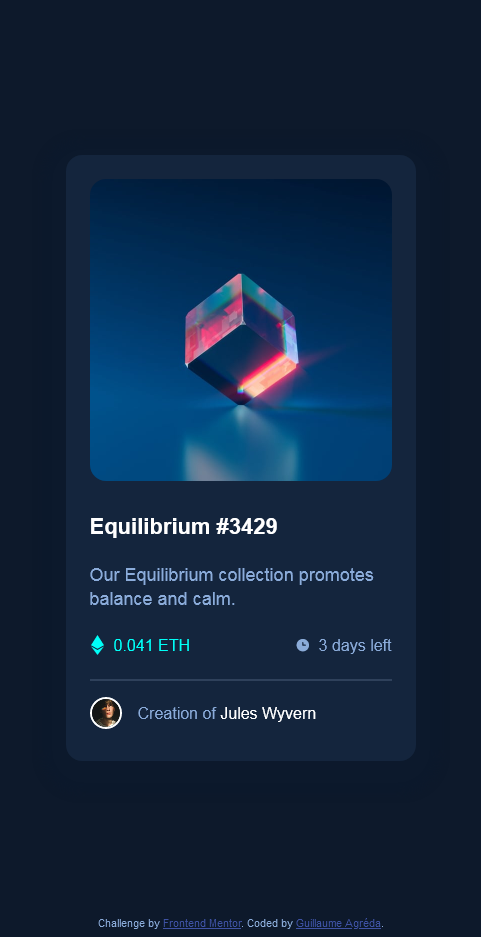 Equilibrium #3429
Our Equilibrium collection promotes
balance and calm.
0.041 ETH
3 days left
Creation of Jules Wyvern
Challenge by Frontend Mentor. Coded by Guillaume Agréda.